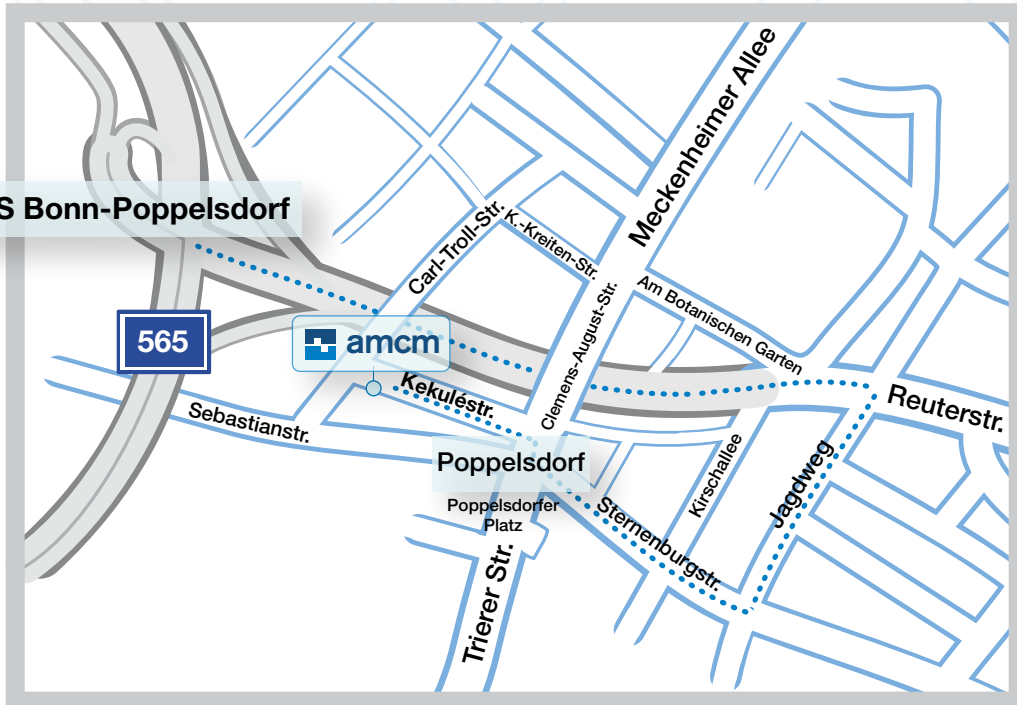 Meckenheimer Allee
S Bonn-Poppelsdorf
Carl-Troll-Str.
K.-Kreiten-Str.
Am Botanischen Garten
Clemens-August-Str.
565
amcm
Kekuléstr.
Reuterstr.
Sebastianstr.
Poppelsdorf
Kirschallee
Jagdweg
Poppelsdorfer
Platz
Sternenburgstr.
Trierer Str.